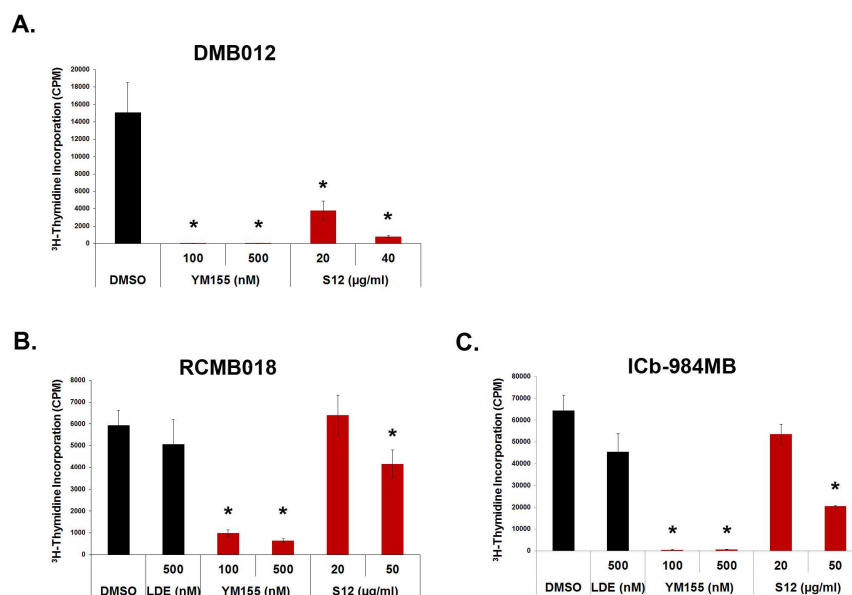 A.
DMB012
³H-Thymidine Incorporation (CPM)
20000
18000
16000
14000
12000
10000
8000
6000
4000
2000
0
* * * *
100 500 20 40
DMSO YM155 (nM) S12 (µg/ml)
B.
RCMB018
³H-Thymidine Incorporation (CPM)
8000
7000
6000
5000
4000
3000
2000
1000
0
* * *
500 100 500 20 50
DMSO LDE (nM) YM155 (nM) S12 (µg/ml)
C.
ICb-984MB
³H-Thymidine Incorporation (CPM)
80000
70000
60000
50000
40000
30000
20000
10000
0
* * *
500 100 500 20 50
DMSO LDE (nM) YM155 (nM) S12 (µg/ml)